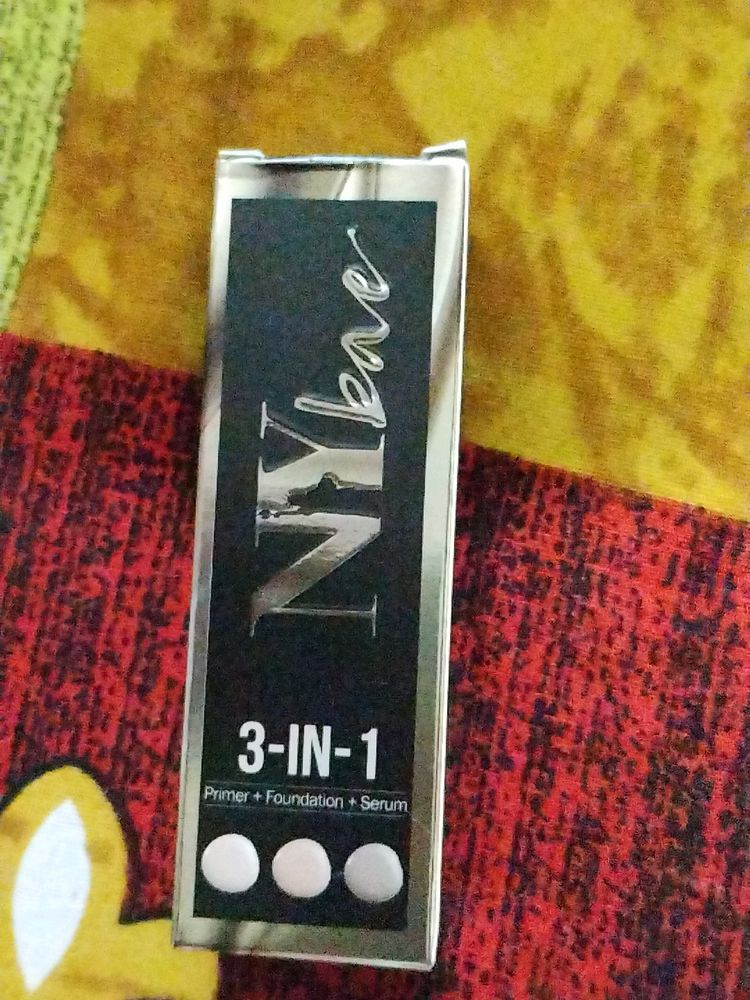 NYbae
3-IN-1
Primer + Foundation + Serum